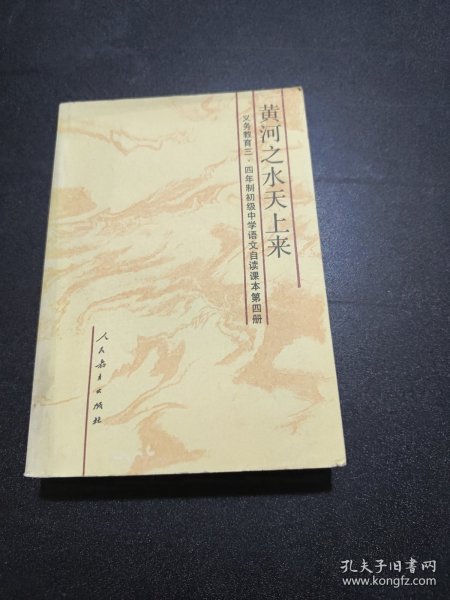 黄河之水天上来
义务教育三、四年制初级中学语文自读课本第四册
人民教育出版社
孔夫子旧书网
www.kongfz.com